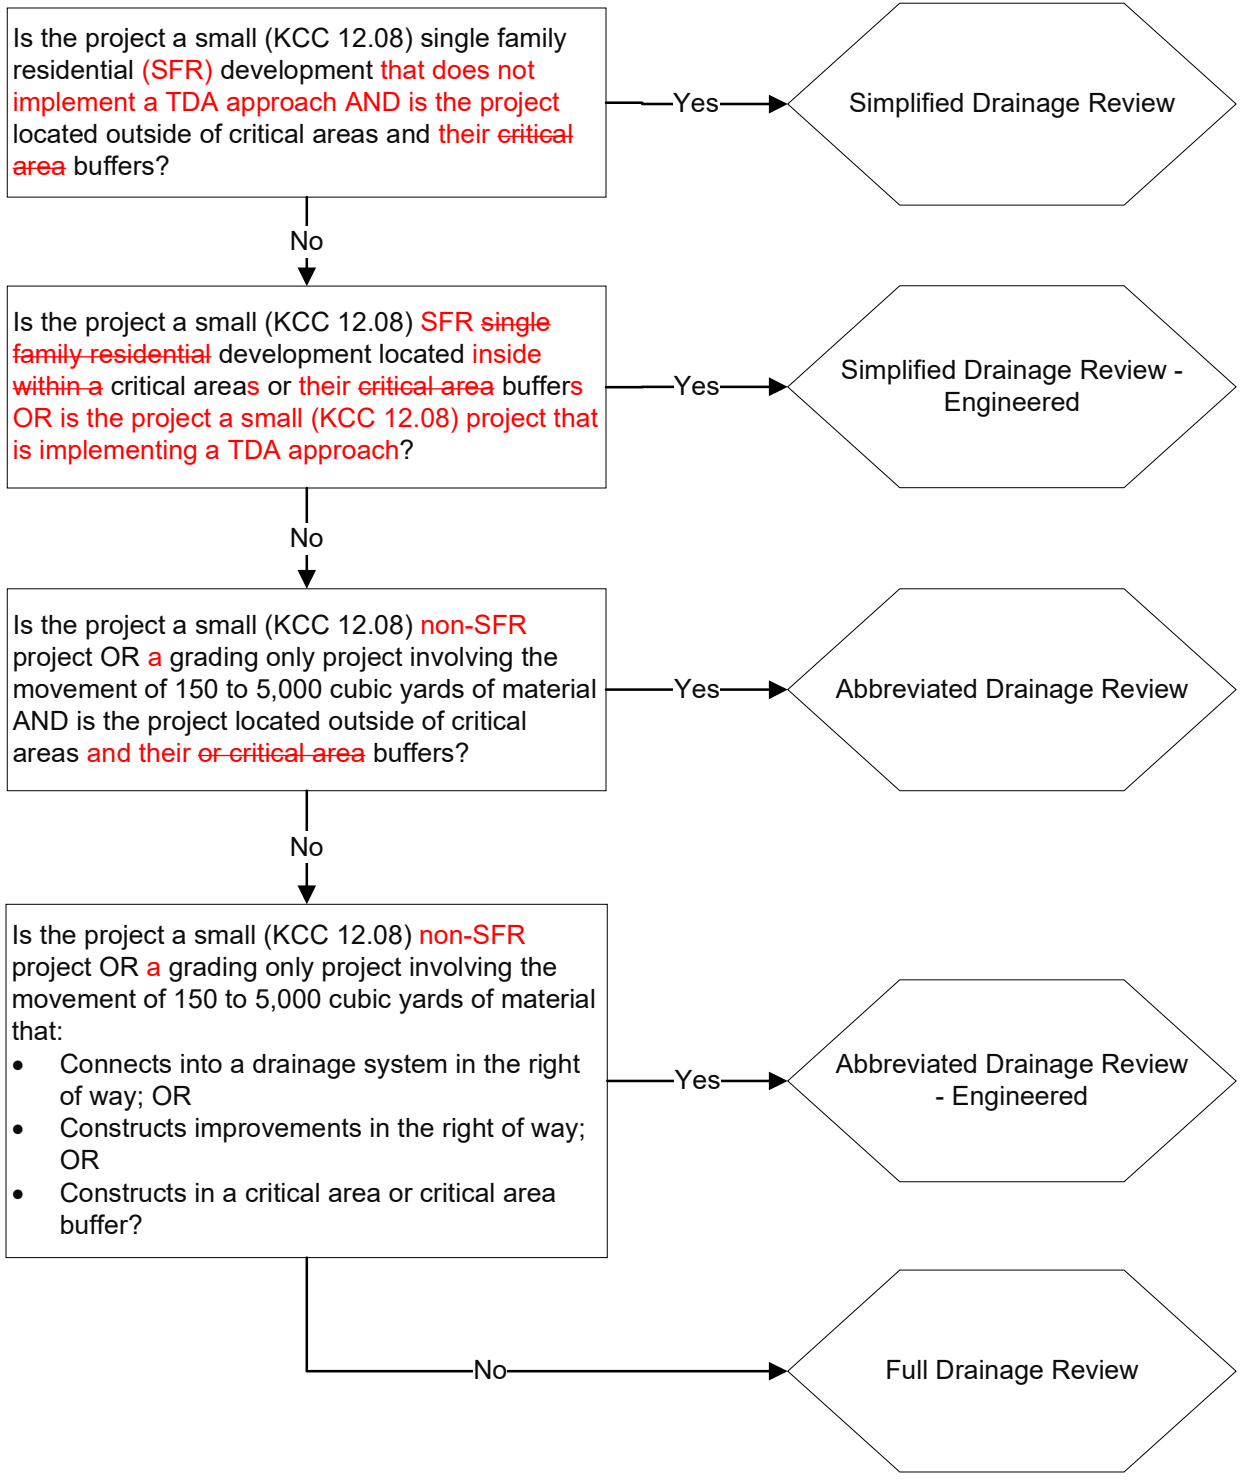 Is the project a small (KCC 12.08) single family
residential (SFR) development that does not
implement a TDA approach AND is the project
located outside of critical areas and their critical
area buffers?
Yes
Simplified Drainage Review
No
Is the project a small (KCC 12.08) SFR single
family residential development located inside
within a critical areas or their critical area buffers
OR is the project a small (KCC 12.08) project that
is implementing a TDA approach?
Yes
Simplified Drainage Review -
Engineered
No
Is the project a small (KCC 12.08) non-SFR
project OR a grading only project involving the
movement of 150 to 5,000 cubic yards of material
AND is the project located outside of critical
areas and their or critical area buffers?
Yes
Abbreviated Drainage Review
No
Is the project a small (KCC 12.08) non-SFR
project OR a grading only project involving the
movement of 150 to 5,000 cubic yards of material
that:
• Connects into a drainage system in the right
of way; OR
• Constructs improvements in the right of way;
OR
• Constructs in a critical area or critical area
buffer?
Yes
Abbreviated Drainage Review
- Engineered
No
Full Drainage Review